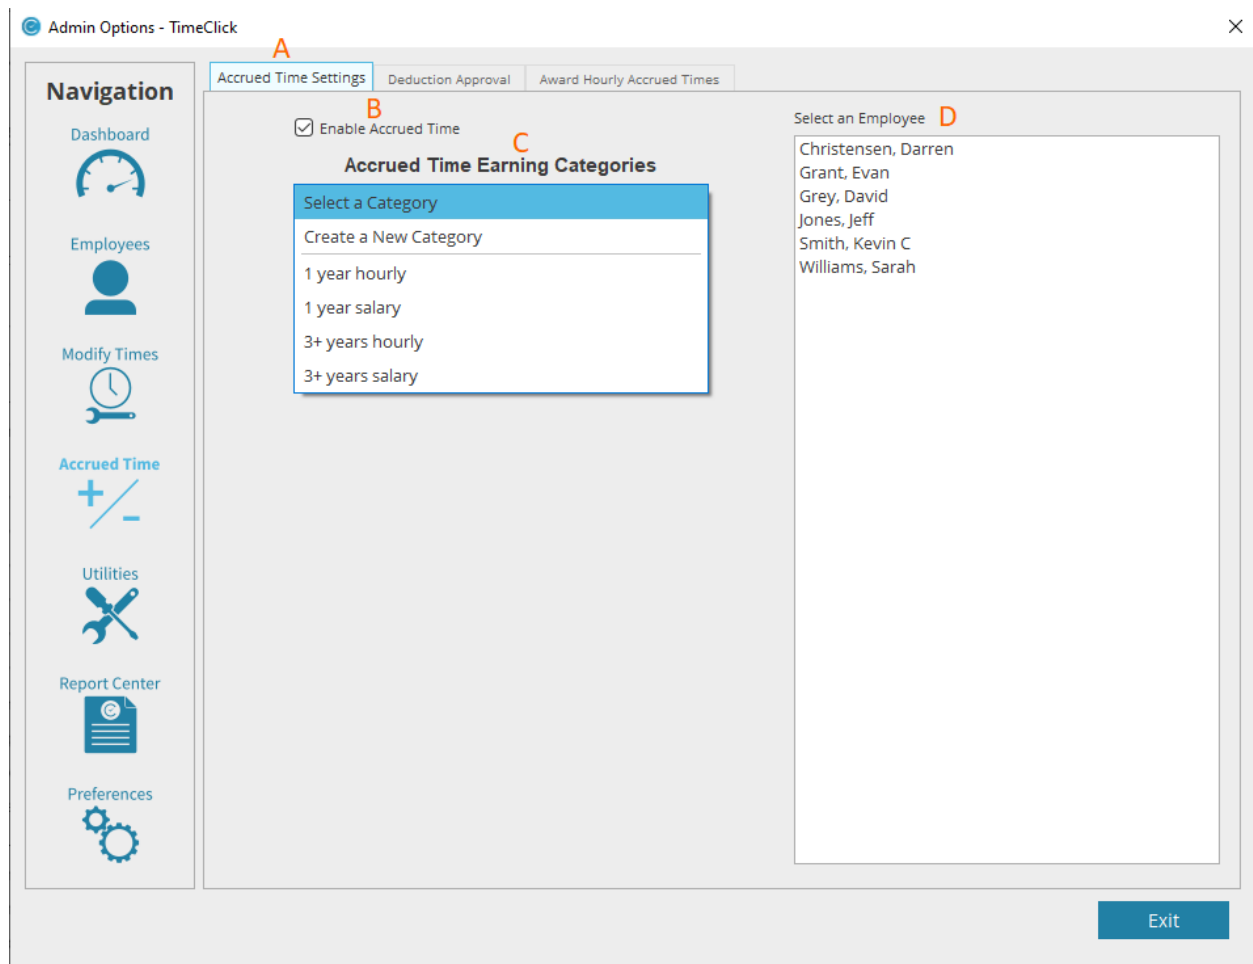 Admin Options - TimeClick
A
Accrued Time Settings
Deduction Approval
Award Hourly Accrued Times
Navigation
Dashboard
Employees
Modify Times
Accrued Time
Utilities
Report Center
Preferences
B
Enable Accrued Time
C
Accrued Time Earning Categories
Select a Category
Create a New Category
1 year hourly
1 year salary
3+ years hourly
3+ years salary
Select an Employee D
Christensen, Darren
Grant, Evan
Grey, David
Jones, Jeff
Smith, Kevin C
Williams, Sarah
Exit